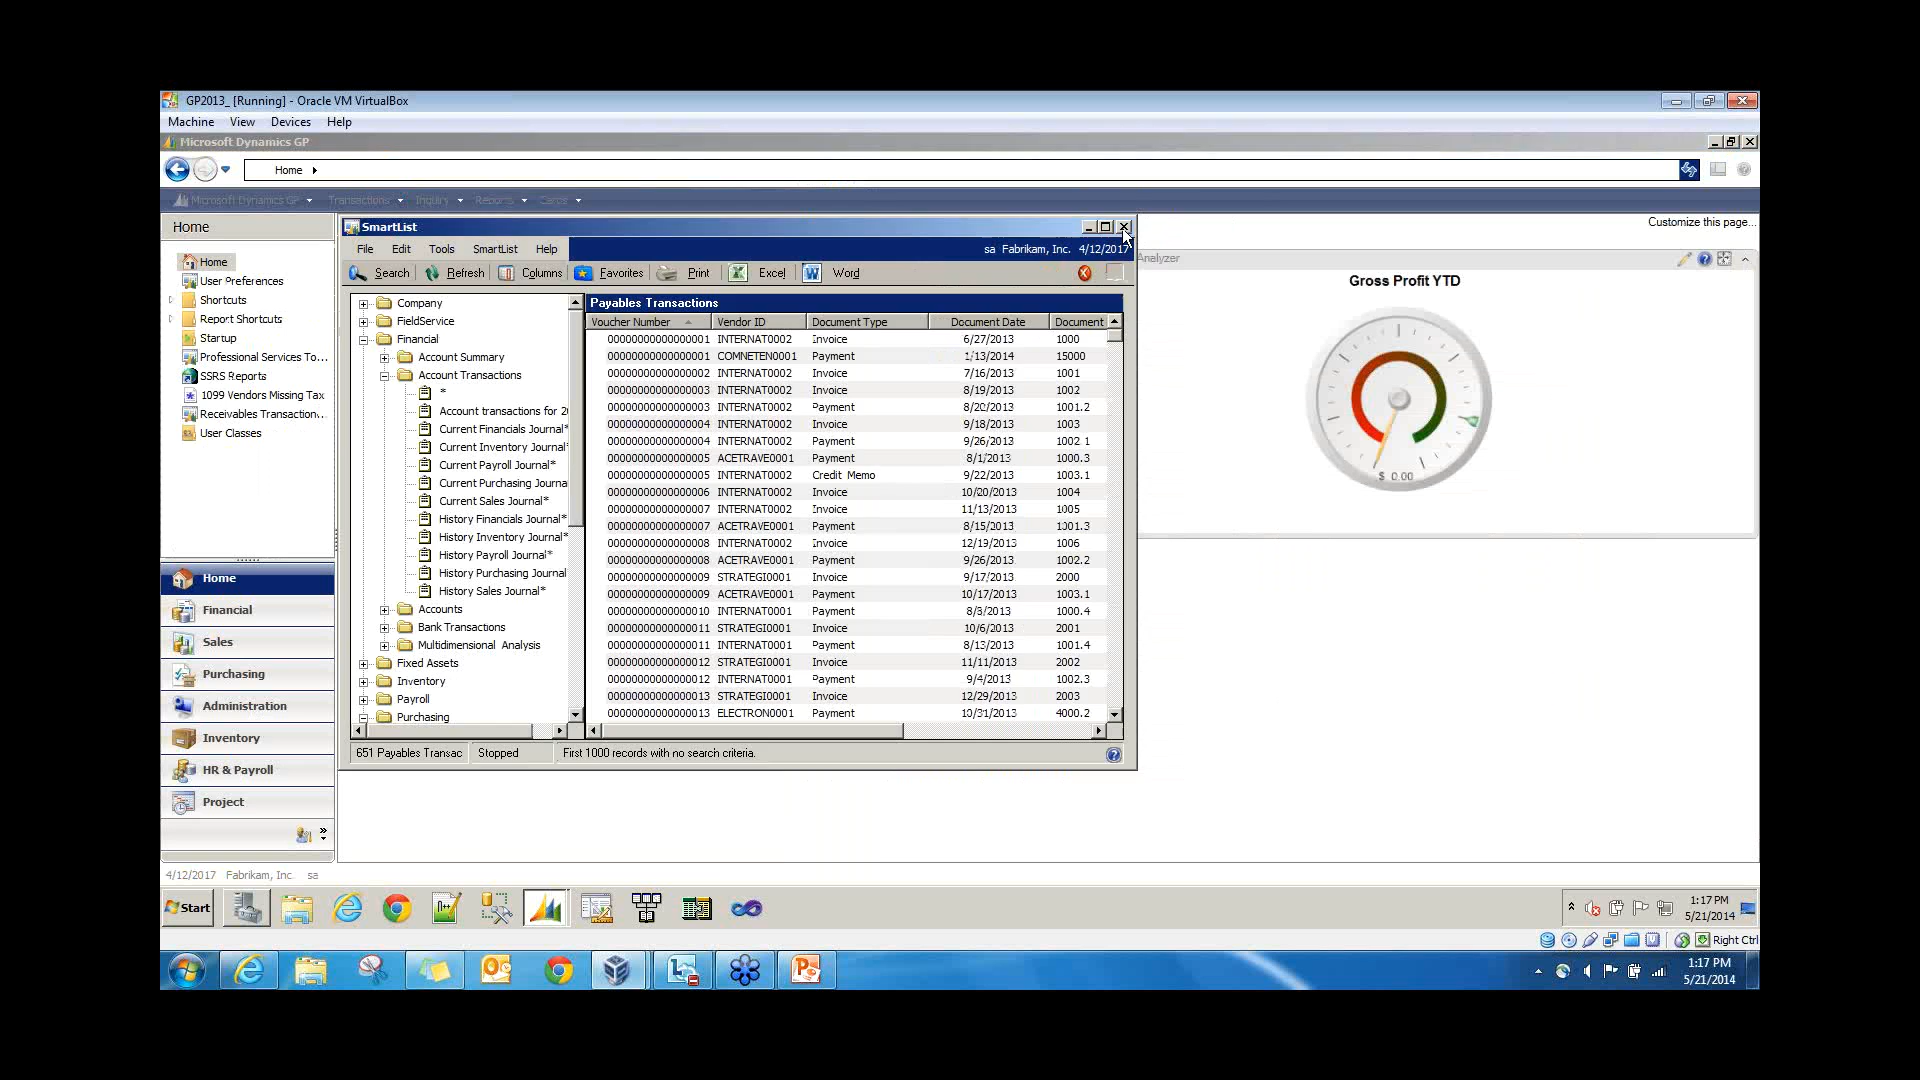 GP2013_ [Running] - Oracle VM VirtualBox
Machine View Devices Help
Microsoft Dynamics GP
Home
Microsoft Dynamics GP Transactions Inquiry Reports Cards
Home
Customize this page...
Home
User Preferences
Shortcuts
Report Shortcuts
Startup
Professional Services To...
SSRS Reports
1099 Vendors Missing Tax
Receivables Transaction...
User Classes
Home
Financial
Sales
Purchasing
Administration
Inventory
HR & Payroll
Project
SmartList
File Edit Tools SmartList Help
sa Fabrikam, Inc. 4/12/2017
Search Refresh Columns Favorites Print Excel Word
Company
FieldService
Financial
Account Summary
Account Transactions
*
Account transactions for 20
Current Financials Journal*
Current Inventory Journal*
Current Payroll Journal*
Current Purchasing Journa
Current Sales Journal*
History Financials Journal*
History Inventory Journal*
History Payroll Journal*
History Purchasing Journal
History Sales Journal*
Accounts
Bank Transactions
Multidimensional Analysis
Fixed Assets
Inventory
Payroll
Purchasing
Payables Transactions
Voucher Number Vendor ID Document Type Document Date Document
00000000000000001 INTERNAT0002 Invoice 6/27/2013 1000
00000000000000001 COMNETEN0001 Payment 1/13/2014 15000
00000000000000002 INTERNAT0002 Invoice 7/16/2013 1001
00000000000000003 INTERNAT0002 Invoice 8/19/2013 1002
00000000000000003 INTERNAT0002 Payment 8/20/2013 1001.2
00000000000000004 INTERNAT0002 Invoice 9/18/2013 1003
00000000000000004 INTERNAT0002 Payment 9/26/2013 1002.1
00000000000000005 ACETRAVE0001 Payment 8/1/2013 1000.3
00000000000000005 INTERNAT0002 Credit Memo 9/22/2013 1003.1
00000000000000006 INTERNAT0002 Invoice 10/20/2013 1004
00000000000000007 INTERNAT0002 Invoice 11/13/2013 1005
00000000000000007 ACETRAVE0001 Payment 8/15/2013 1001.3
00000000000000008 INTERNAT0002 Invoice 12/19/2013 1006
00000000000000008 ACETRAVE0001 Payment 9/26/2013 1002.2
00000000000000009 STRATEGI0001 Invoice 9/17/2013 2000
00000000000000009 ACETRAVE0001 Payment 10/17/2013 1003.1
00000000000000010 INTERNAT0001 Payment 8/8/2013 1000.4
00000000000000011 STRATEGI0001 Invoice 10/6/2013 2001
00000000000000011 INTERNAT0001 Payment 8/13/2013 1001.4
00000000000000012 STRATEGI0001 Invoice 11/11/2013 2002
00000000000000012 INTERNAT0001 Payment 9/4/2013 1002.3
00000000000000013 STRATEGI0001 Invoice 12/29/2013 2003
00000000000000013 ELECTRON0001 Payment 10/31/2013 4000.2
651 Payables Transac Stopped First 1000 records with no search criteria.
Analyzer
Gross Profit YTD
$ 0.00
4/12/2017 Fabrikam, Inc. sa
Start
1:17 PM
5/21/2014
Right Ctrl
1:17 PM
5/21/2014